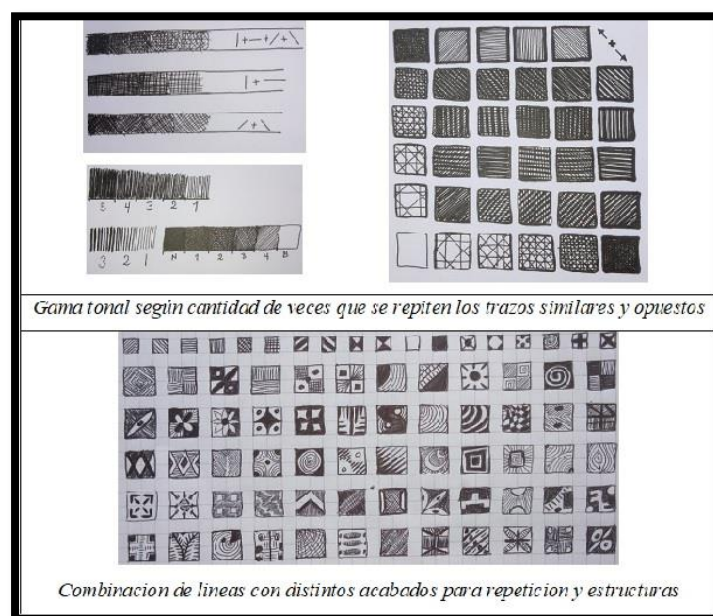 |+—+/+\
|+—
/+\
5 4 3 2 1
3 2 1 N 1 2 3 4 B
Gama tonal según cantidad de veces que se repiten los trazos similares y opuestos
Combinacion de lineas con distintos acabados para repeticion y estructuras